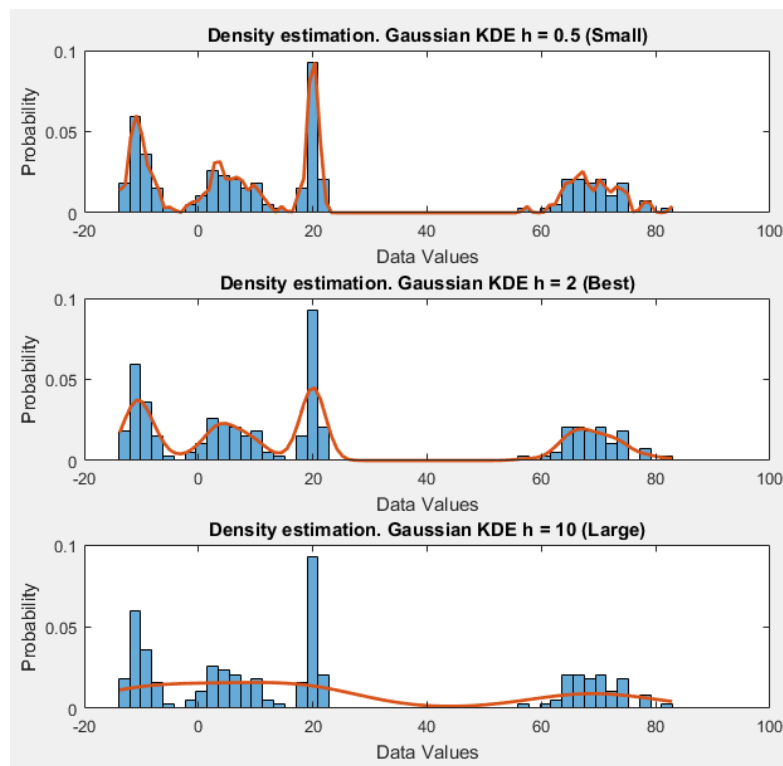 Density estimation. Gaussian KDE h = 0.5 (Small)
0.1
0.05
0
Probability
-20 0 20 40 60 80 100
Data Values
Density estimation. Gaussian KDE h = 2 (Best)
0.1
0.05
0
Probability
-20 0 20 40 60 80 100
Data Values
Density estimation. Gaussian KDE h = 10 (Large)
0.1
0.05
0
Probability
-20 0 20 40 60 80 100
Data Values